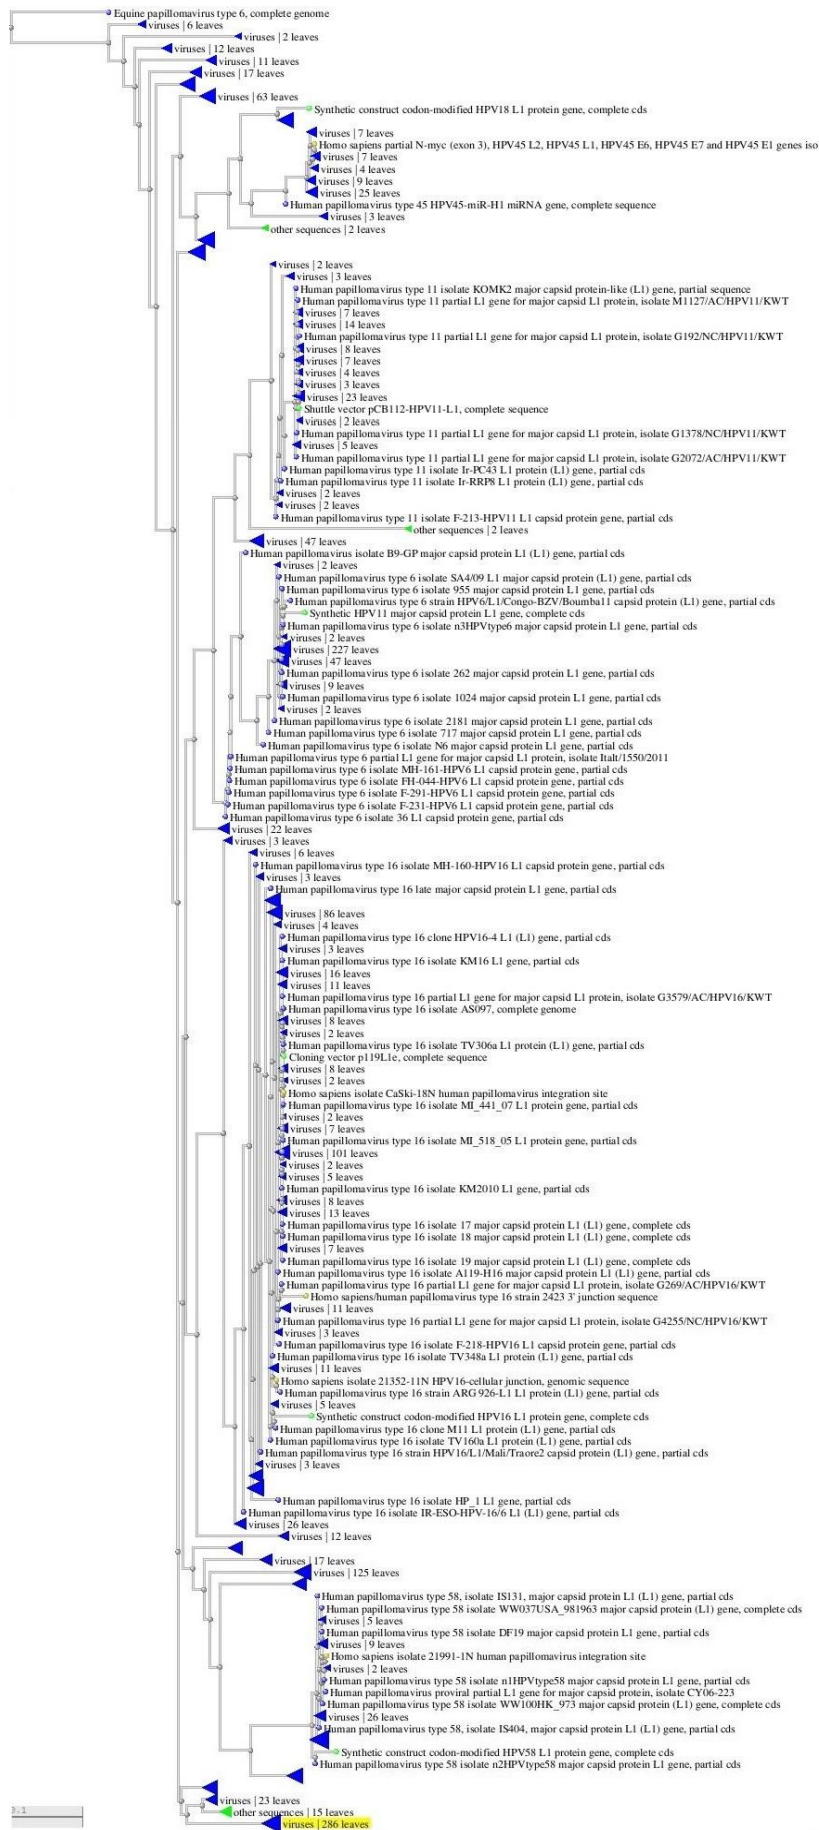 Equine papillomavirus type 6, complete genome
viruses | 6 leaves
viruses | 2 leaves
viruses | 12 leaves
viruses | 11 leaves
viruses | 17 leaves
viruses | 63 leaves
Synthetic construct codon-modified HPV18 L1 protein gene, complete cds
viruses | 7 leaves
Homo sapiens partial N-myc (exon 3), HPV45 L2, HPV45 L1, HPV45 E6, HPV45 E7 and HPV45 E1 genes iso
viruses | 7 leaves
viruses | 4 leaves
viruses | 9 leaves
viruses | 25 leaves
Human papillomavirus type 45 HPV45-miR-H1 miRNA gene, complete sequence
viruses | 3 leaves
other sequences | 2 leaves
viruses | 2 leaves
viruses | 3 leaves
Human papillomavirus type 11 isolate KOMK2 major capsid protein-like (L1) gene, partial sequence
Human papillomavirus type 11 partial L1 gene for major capsid L1 protein, isolate M1127/AC/HPV11/KWT
viruses | 7 leaves
viruses | 14 leaves
Human papillomavirus type 11 partial L1 gene for major capsid L1 protein, isolate G192/NC/HPV11/KWT
viruses | 8 leaves
viruses | 7 leaves
viruses | 4 leaves
viruses | 3 leaves
viruses | 23 leaves
Shuttle vector pCB112-HPV11-L1, complete sequence
viruses | 2 leaves
Human papillomavirus type 11 partial L1 gene for major capsid L1 protein, isolate G1378/NC/HPV11/KWT
viruses | 5 leaves
Human papillomavirus type 11 partial L1 gene for major capsid L1 protein, isolate G2072/AC/HPV11/KWT
Human papillomavirus type 11 isolate Ir-PC43 L1 protein (L1) gene, partial cds
Human papillomavirus type 11 isolate Ir-RRP8 L1 protein (L1) gene, partial cds
viruses | 2 leaves
viruses | 2 leaves
Human papillomavirus type 11 isolate F-213-HPV11 L1 capsid protein gene, partial cds
other sequences | 2 leaves
viruses | 47 leaves
Human papillomavirus isolate B9-GP major capsid protein L1 (L1) gene, partial cds
viruses | 2 leaves
Human papillomavirus type 6 isolate SA4/09 L1 major capsid protein (L1) gene, partial cds
Human papillomavirus type 6 isolate 955 major capsid protein L1 gene, partial cds
Human papillomavirus type 6 strain HPV6/L1/Congo-BZV/Boumba11 capsid protein (L1) gene, partial cds
Synthetic HPV11 major capsid protein L1 gene, complete cds
Human papillomavirus type 6 isolate n3HPVtype6 major capsid protein L1 gene, partial cds
viruses | 2 leaves
viruses | 227 leaves
viruses | 47 leaves
Human papillomavirus type 6 isolate 262 major capsid protein L1 gene, partial cds
viruses | 9 leaves
Human papillomavirus type 6 isolate 1024 major capsid protein L1 gene, partial cds
viruses | 2 leaves
Human papillomavirus type 6 isolate 2181 major capsid protein L1 gene, partial cds
Human papillomavirus type 6 isolate 717 major capsid protein L1 gene, partial cds
Human papillomavirus type 6 isolate N6 major capsid protein L1 gene, partial cds
Human papillomavirus type 6 partial L1 gene for major capsid L1 protein, isolate Italt/1550/2011
Human papillomavirus type 6 isolate MH-161-HPV6 L1 capsid protein gene, partial cds
Human papillomavirus type 6 isolate FH-044-HPV6 L1 capsid protein gene, partial cds
Human papillomavirus type 6 isolate F-291-HPV6 L1 capsid protein gene, partial cds
Human papillomavirus type 6 isolate F-231-HPV6 L1 capsid protein gene, partial cds
Human papillomavirus type 6 isolate 36 L1 capsid protein gene, partial cds
viruses | 22 leaves
viruses | 3 leaves
viruses | 6 leaves
Human papillomavirus type 16 isolate MH-160-HPV16 L1 capsid protein gene, partial cds
viruses | 3 leaves
Human papillomavirus type 16 late major capsid protein L1 gene, partial cds
viruses | 86 leaves
viruses | 4 leaves
Human papillomavirus type 16 clone HPV16-4 L1 (L1) gene, partial cds
viruses | 3 leaves
Human papillomavirus type 16 isolate KM16 L1 gene, partial cds
viruses | 16 leaves
viruses | 11 leaves
Human papillomavirus type 16 partial L1 gene for major capsid L1 protein, isolate G3579/AC/HPV16/KWT
Human papillomavirus type 16 isolate AS097, complete genome
viruses | 8 leaves
viruses | 2 leaves
Human papillomavirus type 16 isolate TV306a L1 protein (L1) gene, partial cds
Cloning vector p119L1e, complete sequence
viruses | 8 leaves
viruses | 2 leaves
Homo sapiens isolate CaSki-18N human papillomavirus integration site
Human papillomavirus type 16 isolate MI_441_07 L1 protein gene, partial cds
viruses | 2 leaves
viruses | 7 leaves
Human papillomavirus type 16 isolate MI_518_05 L1 protein gene, partial cds
viruses | 101 leaves
viruses | 2 leaves
viruses | 5 leaves
Human papillomavirus type 16 isolate KM2010 L1 gene, partial cds
viruses | 8 leaves
viruses | 13 leaves
Human papillomavirus type 16 isolate 17 major capsid protein L1 (L1) gene, complete cds
Human papillomavirus type 16 isolate 18 major capsid protein L1 (L1) gene, complete cds
viruses | 7 leaves
Human papillomavirus type 16 isolate 19 major capsid protein L1 (L1) gene, complete cds
Human papillomavirus type 16 isolate A119-H16 major capsid protein L1 (L1) gene, partial cds
Human papillomavirus type 16 partial L1 gene for major capsid L1 protein, isolate G269/AC/HPV16/KWT
Homo sapiens/human papillomavirus type 16 strain 2423 3' junction sequence
viruses | 11 leaves
Human papillomavirus type 16 partial L1 gene for major capsid L1 protein, isolate G4255/NC/HPV16/KWT
viruses | 3 leaves
Human papillomavirus type 16 isolate F-218-HPV16 L1 capsid protein gene, partial cds
Human papillomavirus type 16 isolate TV348a L1 protein (L1) gene, partial cds
viruses | 11 leaves
Homo sapiens isolate 21352-11N HPV16-cellular junction, genomic sequence
Human papillomavirus type 16 strain ARG 926-L1 L1 protein (L1) gene, partial cds
viruses | 5 leaves
Synthetic construct codon-modified HPV16 L1 protein gene, complete cds
Human papillomavirus type 16 clone M11 L1 protein (L1) gene, partial cds
Human papillomavirus type 16 isolate TV160a L1 protein (L1) gene, partial cds
Human papillomavirus type 16 strain HPV16/L1/Mali/Traore2 capsid protein (L1) gene, partial cds
viruses | 3 leaves
Human papillomavirus type 16 isolate HP_1 L1 gene, partial cds
Human papillomavirus type 16 isolate IR-ESO-HPV-16/6 L1 (L1) gene, partial cds
viruses | 26 leaves
viruses | 12 leaves
viruses | 17 leaves
viruses | 125 leaves
Human papillomavirus type 58, isolate IS131, major capsid protein L1 (L1) gene, partial cds
Human papillomavirus type 58 isolate WW037USA_981963 major capsid protein (L1) gene, complete cds
viruses | 5 leaves
Human papillomavirus type 58 isolate DF19 major capsid protein L1 gene, partial cds
viruses | 9 leaves
Homo sapiens isolate 21991-1N human papillomavirus integration site
viruses | 2 leaves
Human papillomavirus type 58 isolate n1HPVtype58 major capsid protein L1 gene, partial cds
Human papillomavirus proviral partial L1 gene for major capsid protein, isolate CY06-223
Human papillomavirus type 58 isolate WW100HK_973 major capsid protein (L1) gene, complete cds
viruses | 26 leaves
Human papillomavirus type 58, isolate IS404, major capsid protein L1 (L1) gene, partial cds
Synthetic construct codon-modified HPV58 L1 protein gene, complete cds
Human papillomavirus type 58 isolate n2HPVtype58 major capsid protein L1 gene, partial cds
viruses | 23 leaves
other sequences | 15 leaves
viruses | 286 leaves